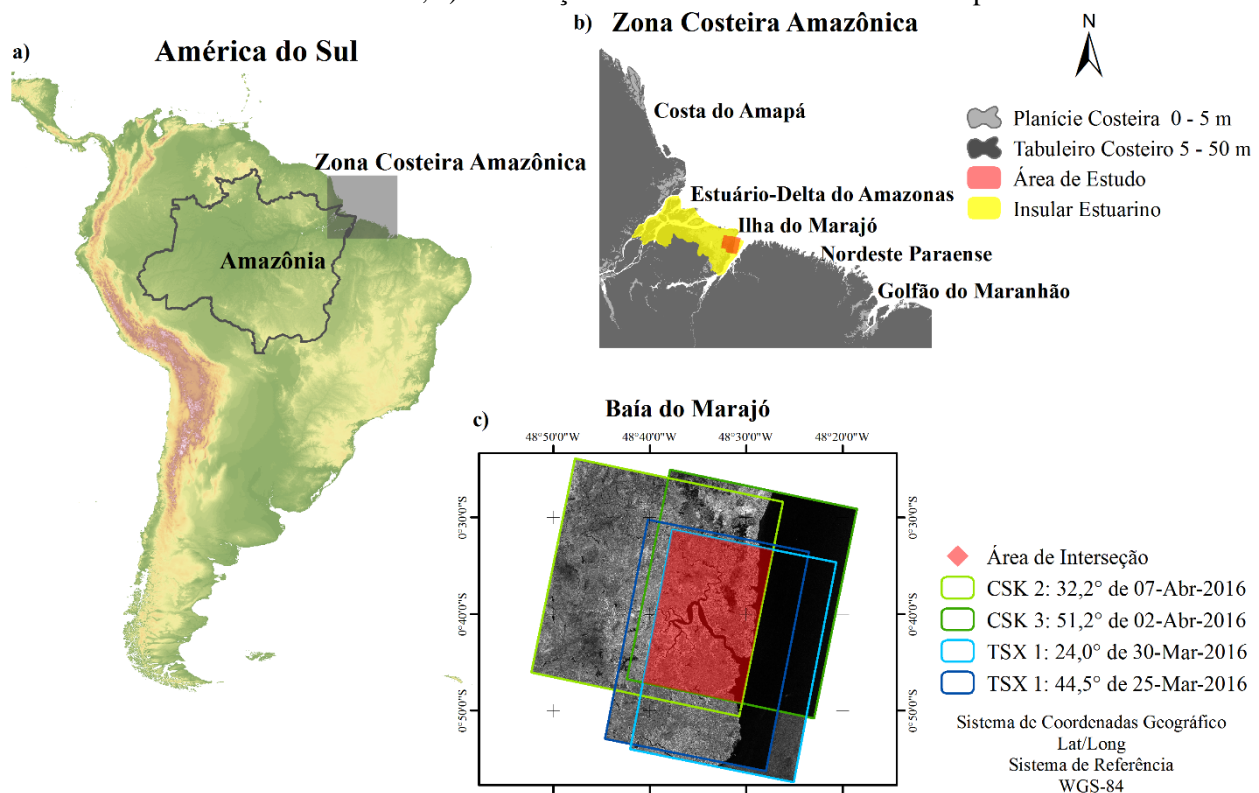 a)
América do Sul
Zona Costeira Amazônica
Amazônia
b)
Zona Costeira Amazônica
N
Costa do Amapá
Estuário-Delta do Amazonas
Ilha do Marajó
Nordeste Paraense
Golfão do Maranhão
Planície Costeira 0 - 5 m
Tabuleiro Costeiro 5 - 50 m
Área de Estudo
Insular Estuarino
c)
Baía do Marajó
48°50'0"W 48°40'0"W 48°30'0"W 48°20'0"W
0°30'0"S 0°30'0"S
0°40'0"S 0°40'0"S
0°50'0"S 0°50'0"S
Área de Interseção
CSK 2: 32,2° de 07-Abr-2016
CSK 3: 51,2° de 02-Abr-2016
TSX 1: 24,0° de 30-Mar-2016
TSX 1: 44,5° de 25-Mar-2016
Sistema de Coordenadas Geográfico
Lat/Long
Sistema de Referência
WGS-84